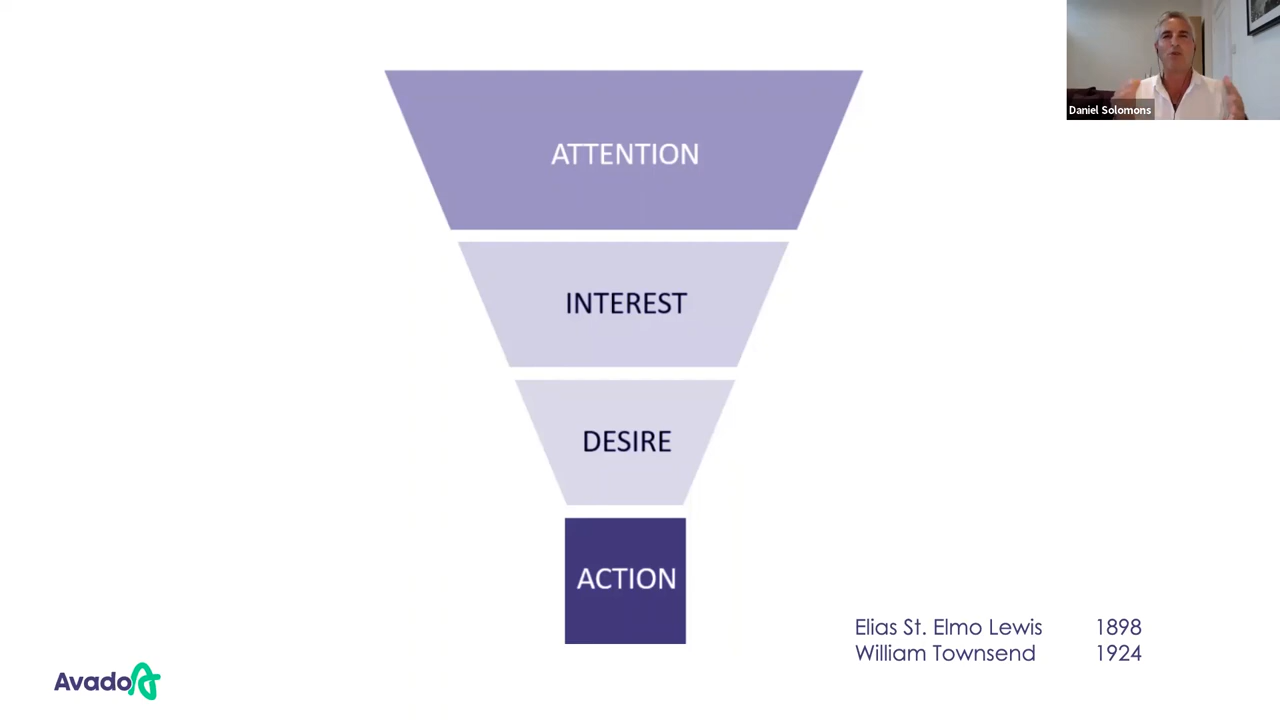 Daniel Solomons
ATTENTION
INTEREST
DESIRE
ACTION
Elias St. Elmo Lewis 1898
William Townsend 1924
Avado